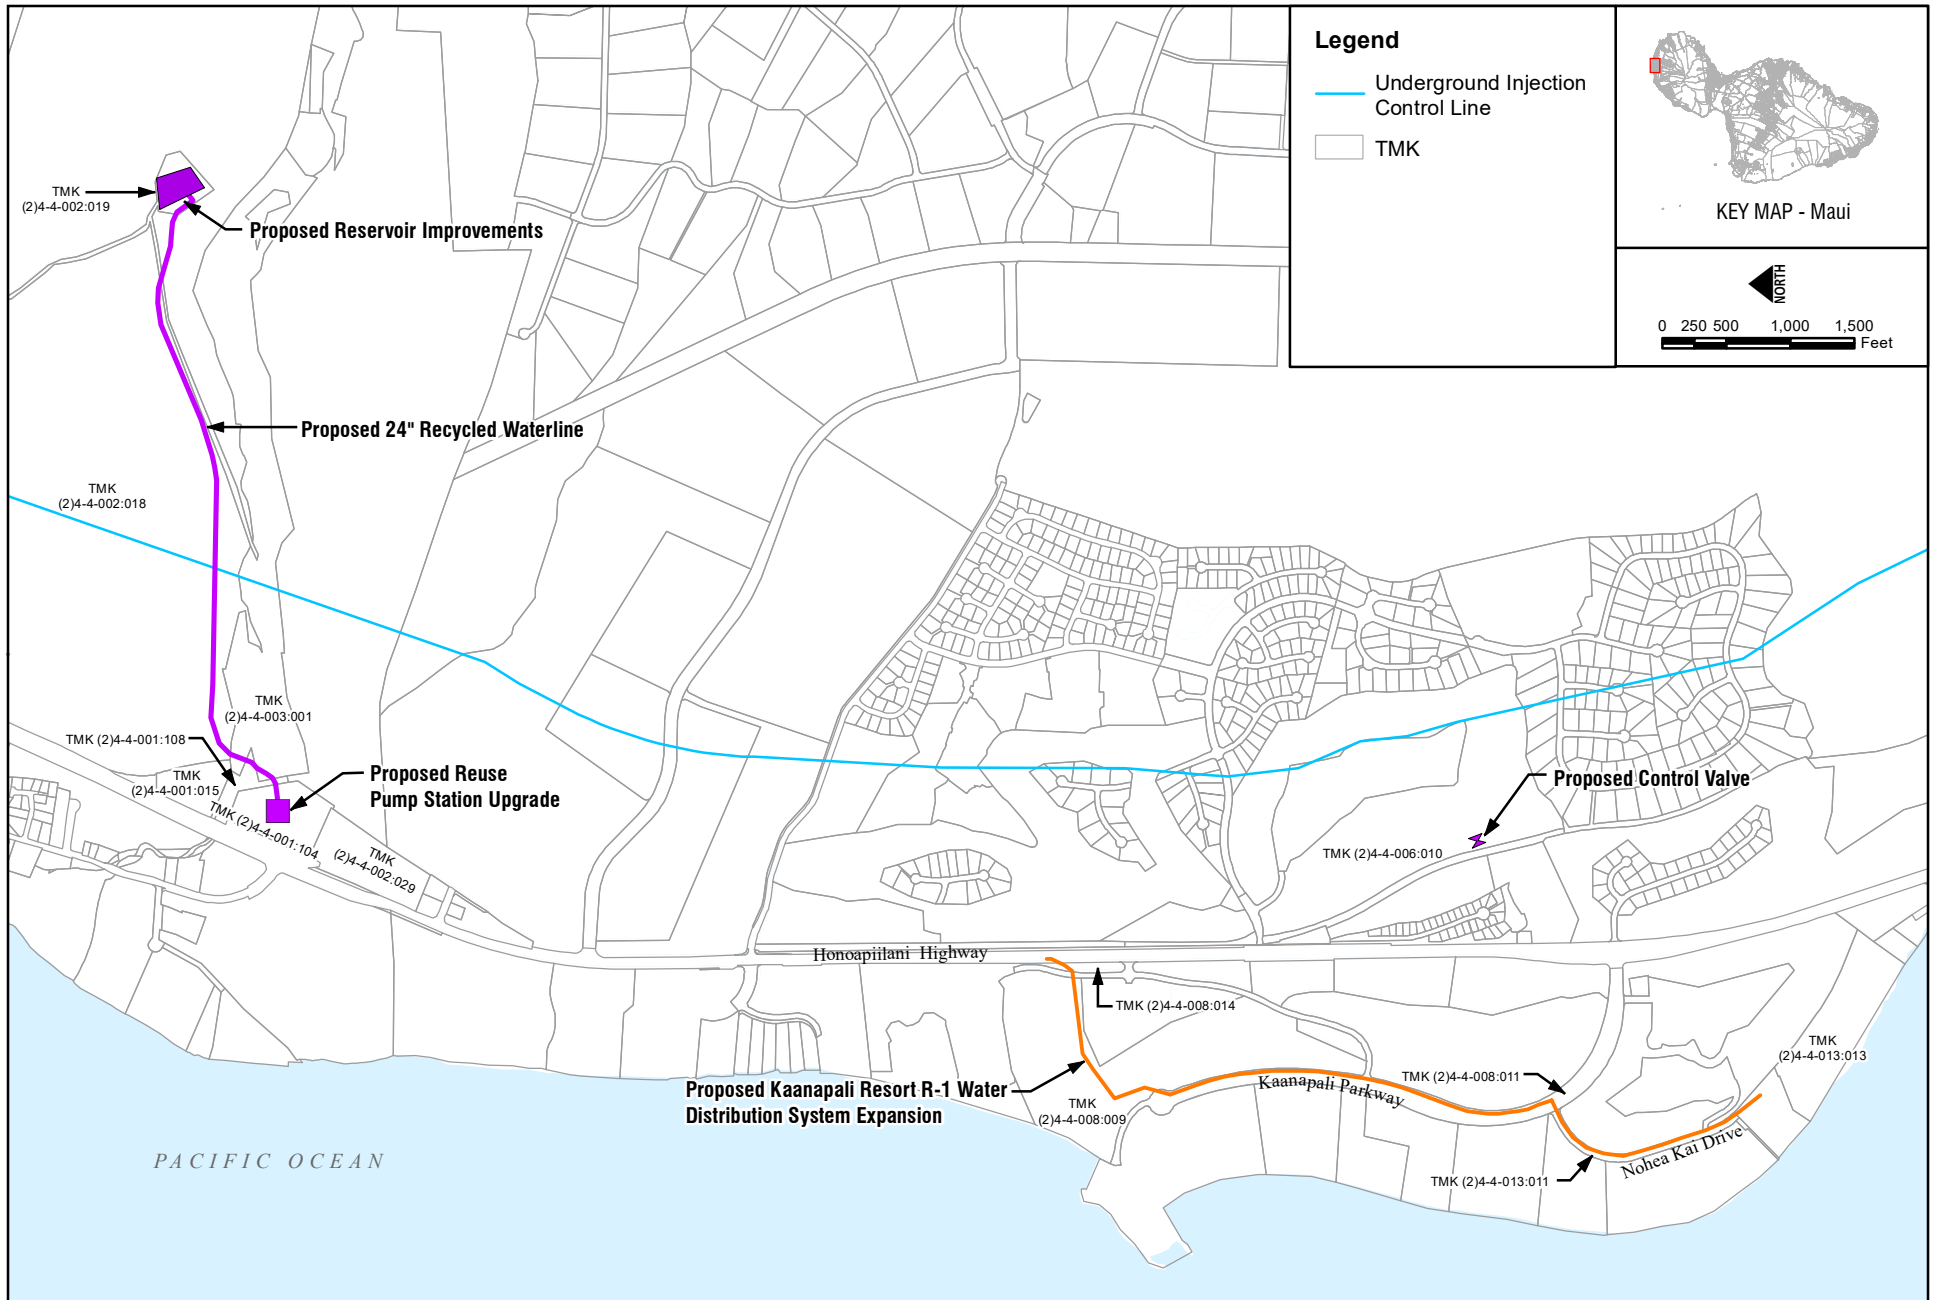 Legend
Underground Injection
Control Line
TMK
KEY MAP - Maui
NORTH
0 250 500 1,000 1,500
Feet
TMK
(2)4-4-002:019
Proposed Reservoir Improvements
Proposed 24" Recycled Waterline
TMK
(2)4-4-002:018
TMK
(2)4-4-003:001
TMK (2)4-4-001:108
TMK
(2)4-4-001:015
Proposed Reuse
Pump Station Upgrade
TMK (2)4-4-001:104
TMK
(2)4-4-002:029
Proposed Control Valve
TMK (2)4-4-006:010
Honoapiilani Highway
TMK (2)4-4-008:014
Proposed Kaanapali Resort R-1 Water
Distribution System Expansion
TMK
(2)4-4-008:009
Kaanapali Parkway
TMK (2)4-4-008:011
TMK
(2)4-4-013:013
Nohea Kai Drive
TMK (2)4-4-013:011
PACIFIC OCEAN